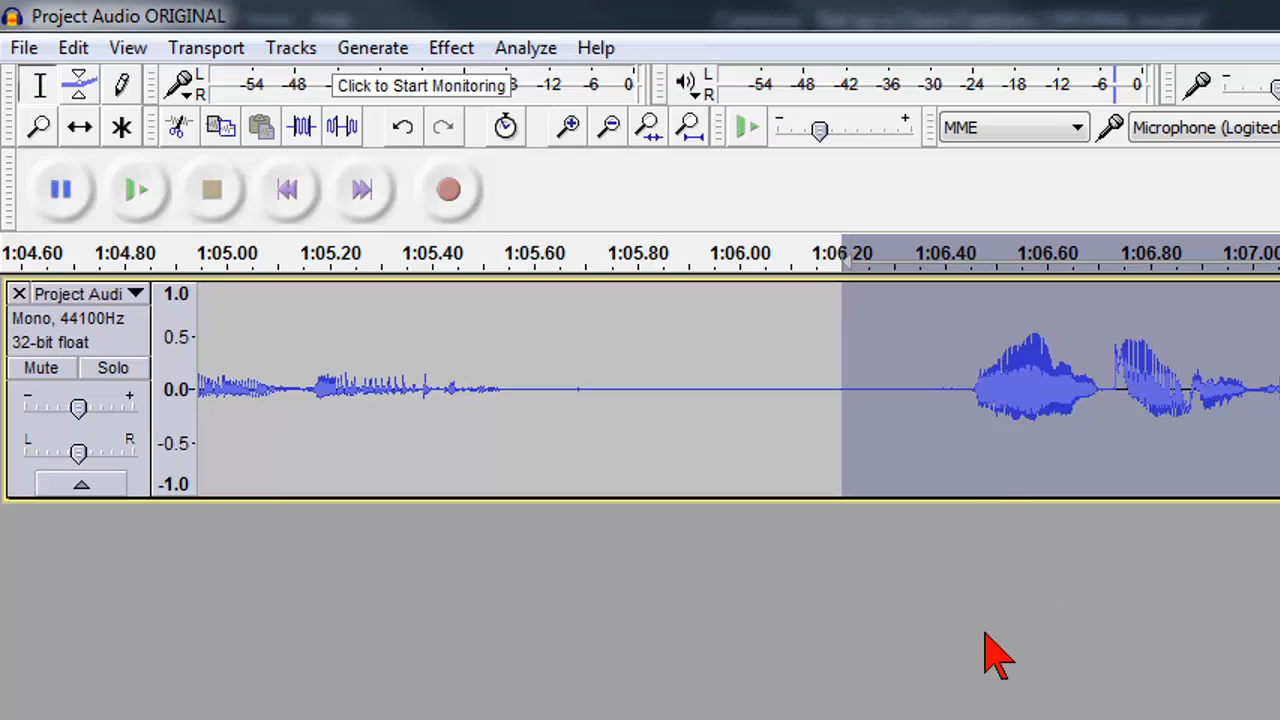 Project Audio ORIGINAL
File Edit View Transport Tracks Generate Effect Analyze Help
L R -54 -48 Click to Start Monitoring -12 -6 0 L R -54 -48 -42 -36 -30 -24 -18 -12 -6 0
MME Microphone (Logitec
1:04.60 1:04.80 1:05.00 1:05.20 1:05.40 1:05.60 1:05.80 1:06.00 1:06.20 1:06.40 1:06.60 1:06.80 1:07.00
Project Audi 1.0
Mono, 44100Hz
32-bit float 0.5
Mute Solo
0.0
L R -0.5
-1.0